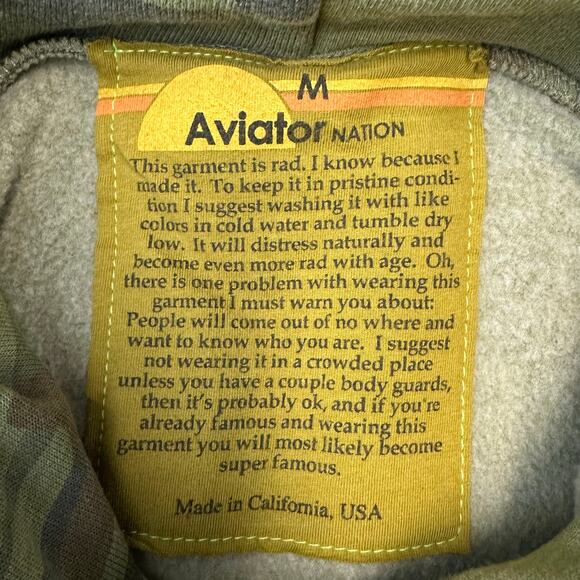 M
Aviator NATION
This garment is rad. I know because I
made it. To keep it in pristine condi-
tion I suggest washing it with like
colors in cold water and tumble dry
low. It will distress naturally and
become even more rad with age. Oh,
there is one problem with wearing this
garment I must warn you about:
People will come out of no where and
want to know who you are. I suggest
not wearing it in a crowded place
unless you have a couple body guards,
then it's probably ok, and if you're
already famous and wearing this
garment you will most likely become
super famous.
Made in California, USA